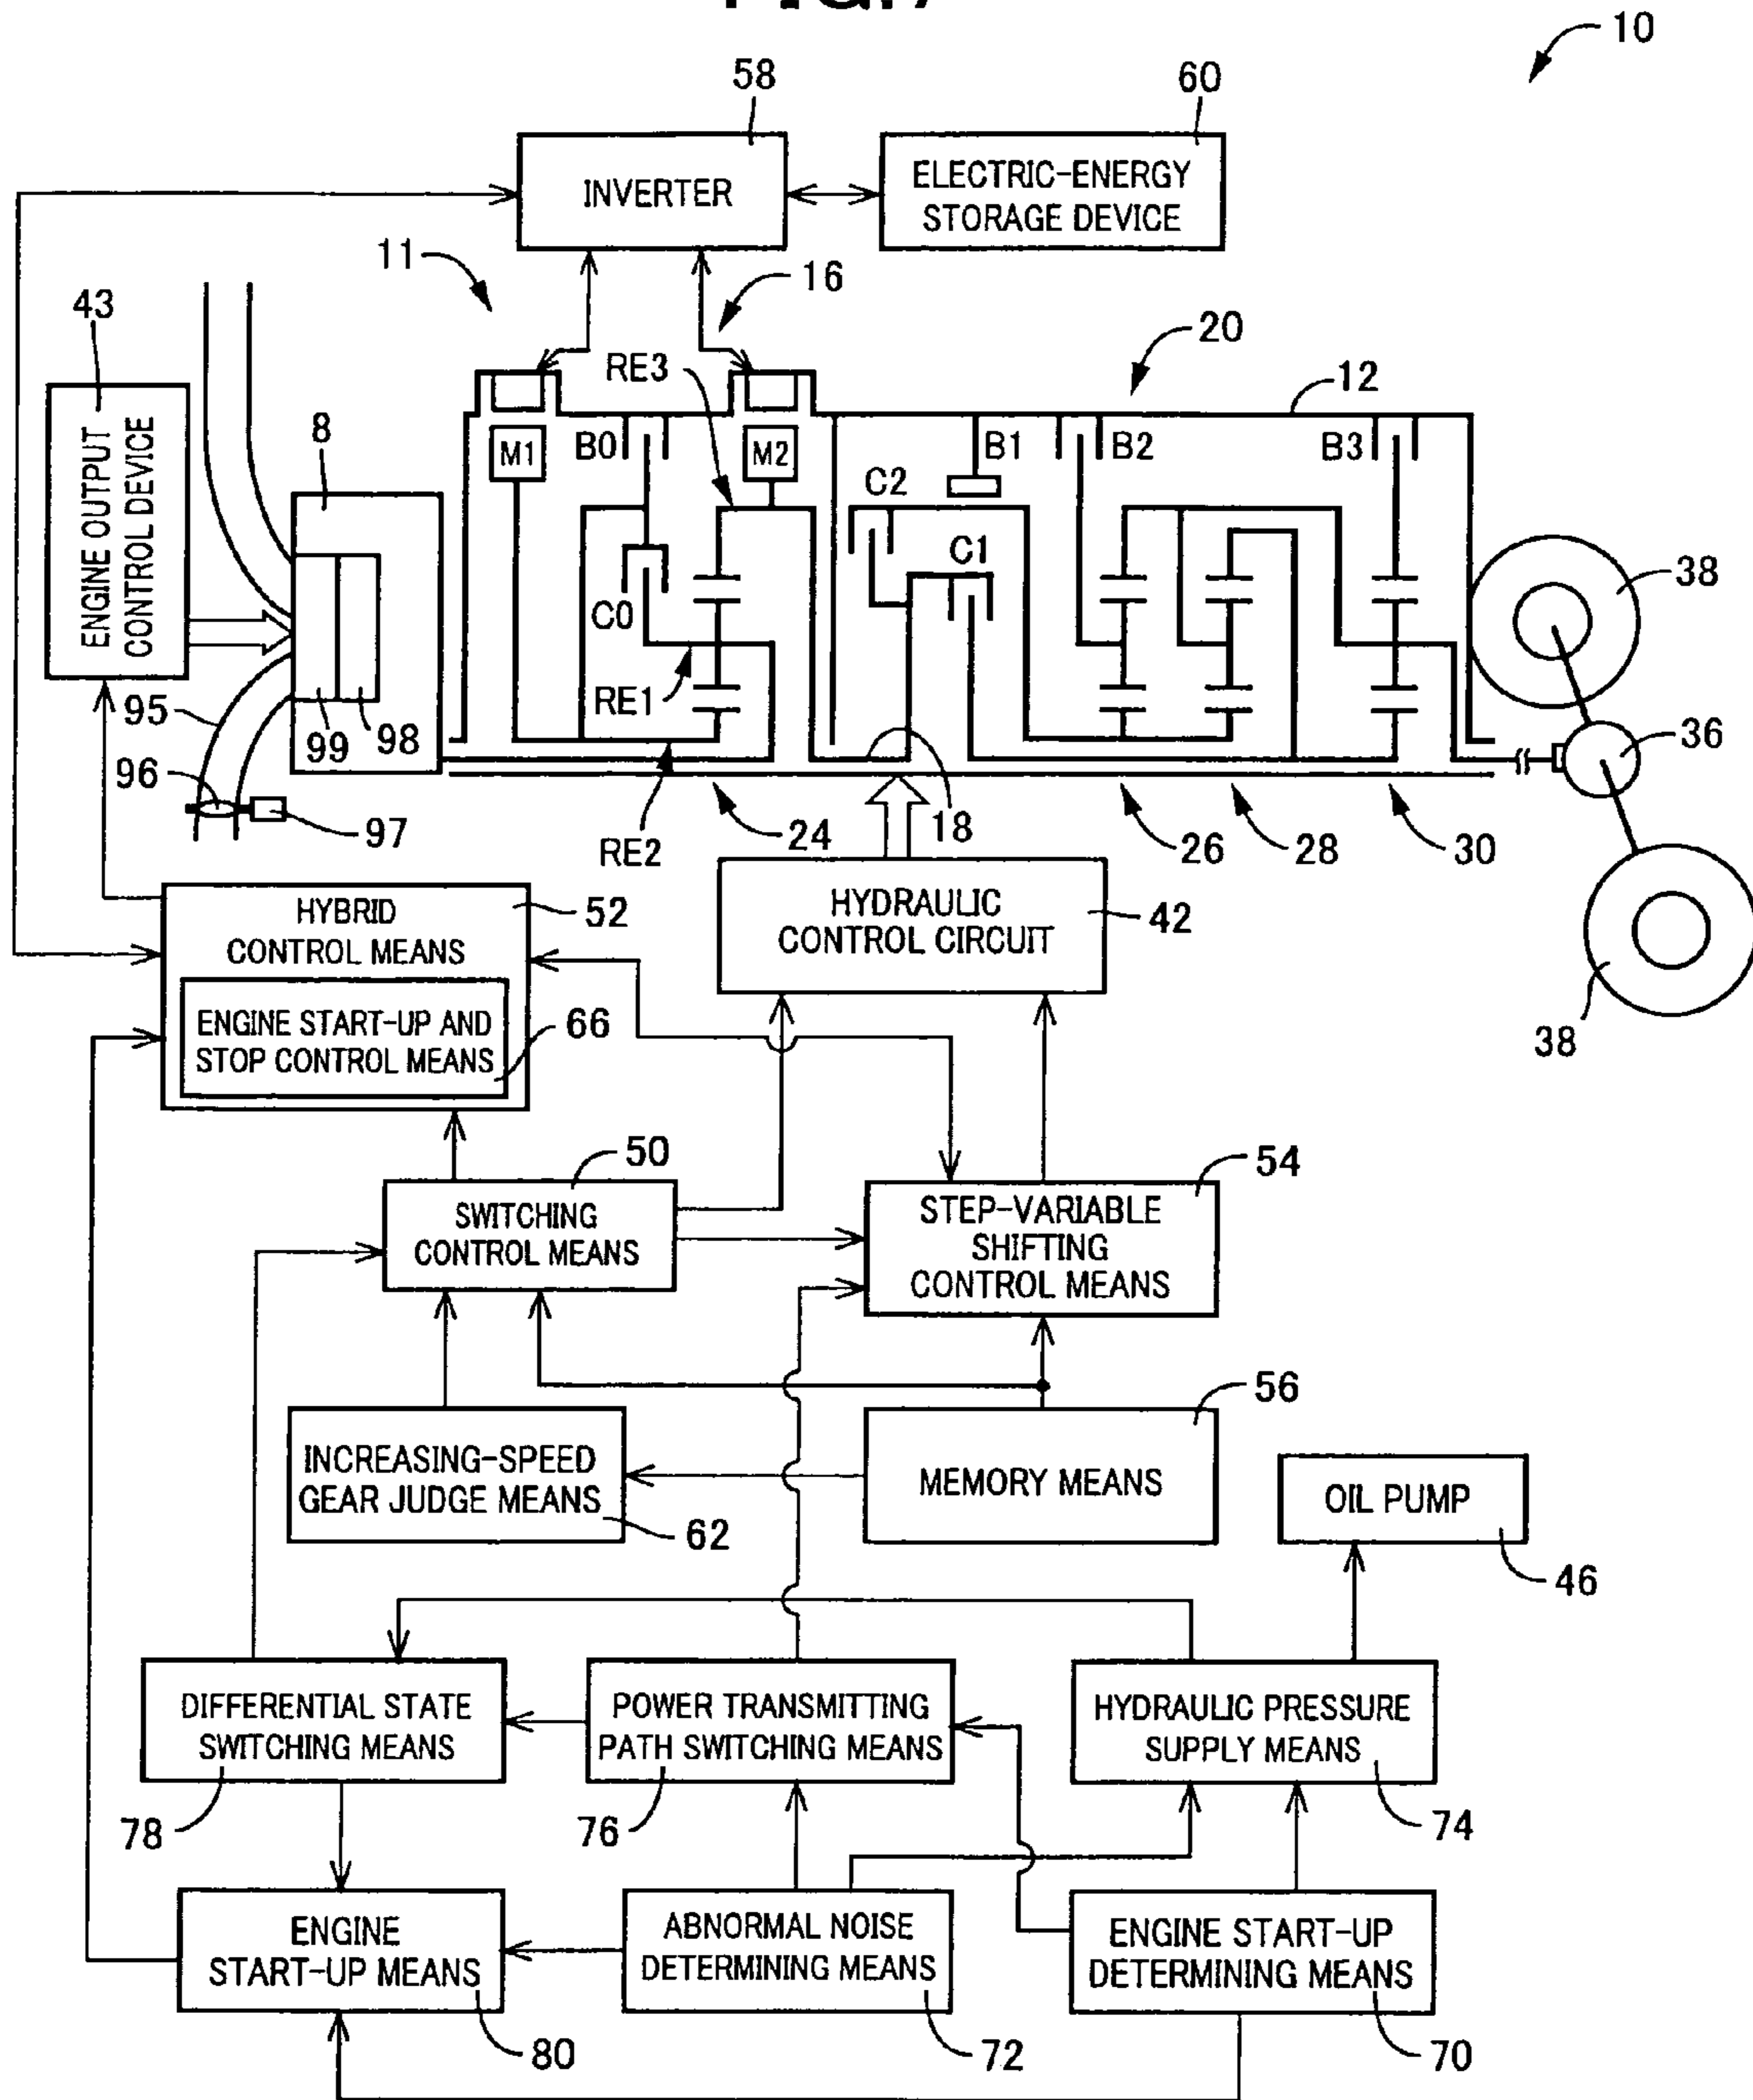 FIG.7
10
58
60
INVERTER
ELECTRIC-ENERGY
STORAGE DEVICE
11
16
43
20
RE3
12
ENGINE OUTPUT
CONTROL DEVICE
8
M1
B0
M2
B1
B2
B3
C2
C1
38
C0
RE1
95
99
98
36
96
97
RE2
24
18
26
28
30
HYBRID
CONTROL MEANS
52
HYDRAULIC
CONTROL CIRCUIT
42
ENGINE START-UP AND
STOP CONTROL MEANS
66
38
50
54
SWITCHING
CONTROL MEANS
STEP-VARIABLE
SHIFTING
CONTROL MEANS
56
INCREASING-SPEED
GEAR JUDGE MEANS
62
MEMORY MEANS
OIL PUMP
46
DIFFERENTIAL STATE
SWITCHING MEANS
POWER TRANSMITTING
PATH SWITCHING MEANS
HYDRAULIC PRESSURE
SUPPLY MEANS
78
76
74
ENGINE
START-UP MEANS
ABNORMAL NOISE
DETERMINING MEANS
ENGINE START-UP
DETERMINING MEANS
80
72
70